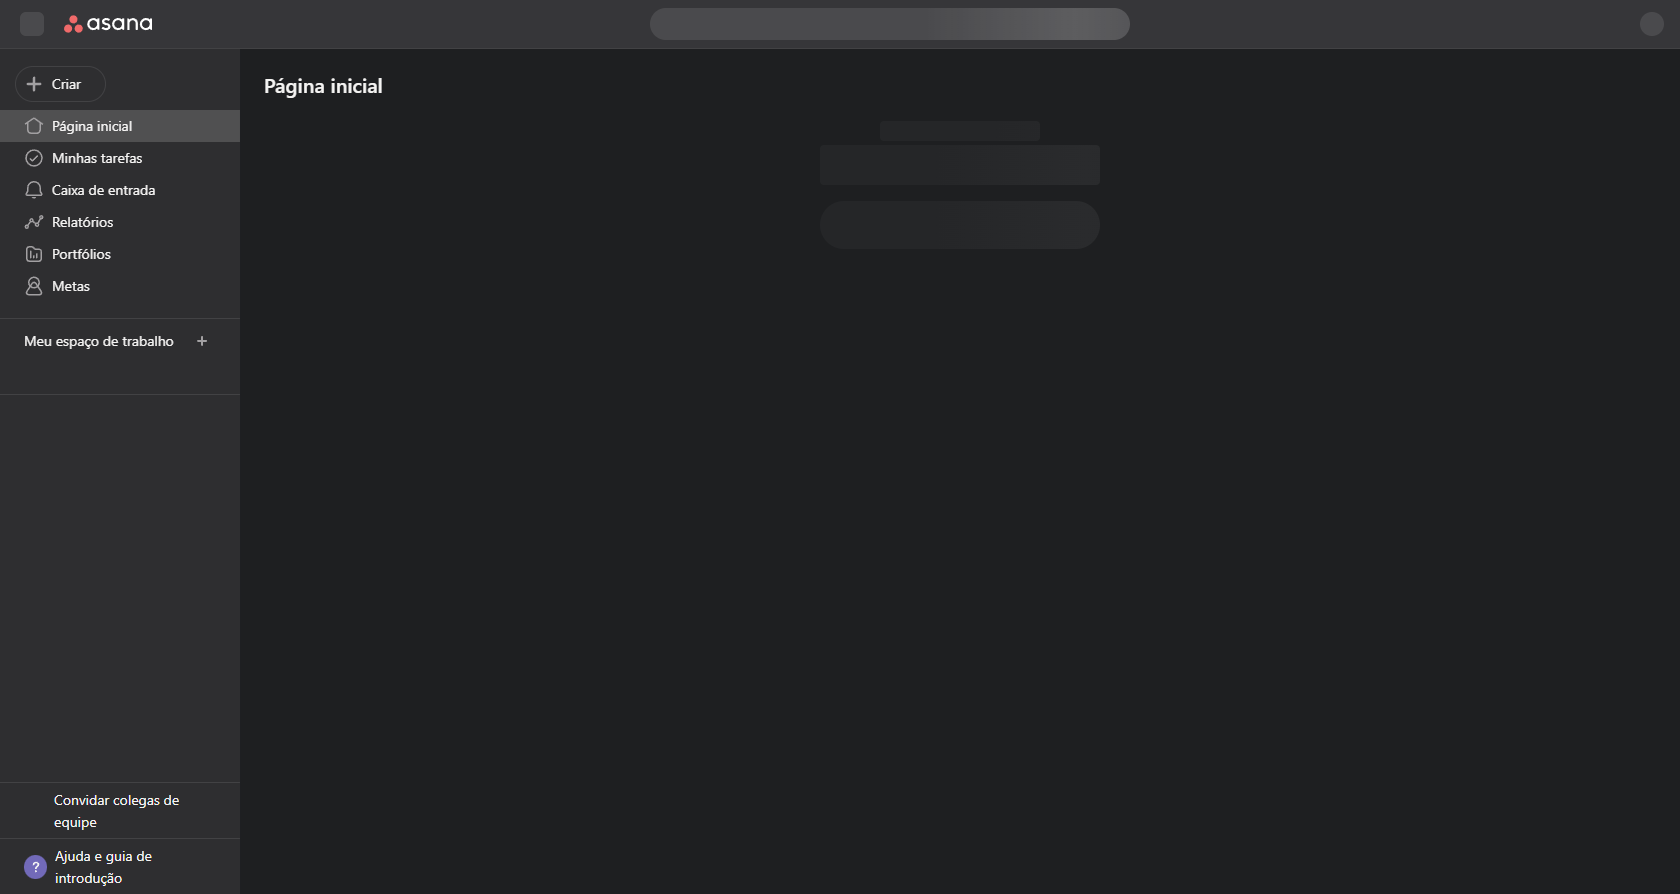 asana
Criar
Página inicial
Página inicial
Minhas tarefas
Caixa de entrada
Relatórios
Portfólios
Metas
Meu espaço de trabalho
Convidar colegas de
equipe
?
Ajuda e guia de
introdução